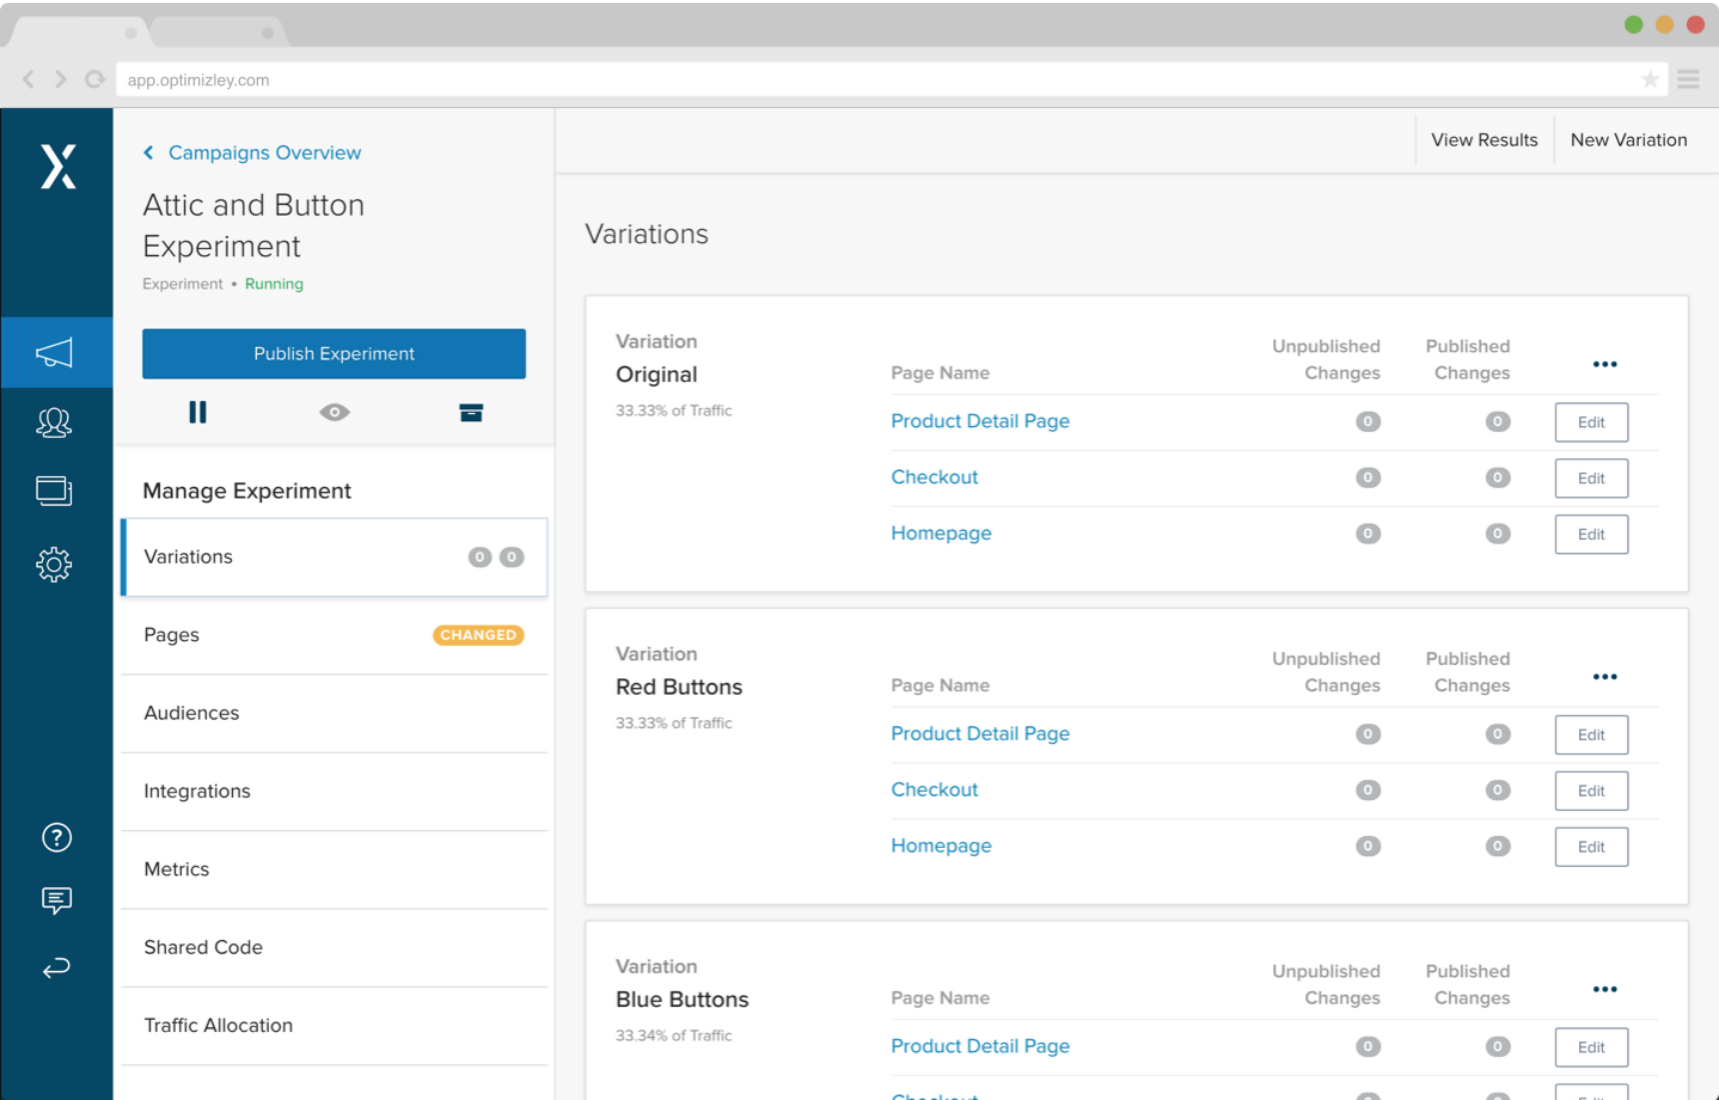 app.optimizley.com
Campaigns Overview
Attic and Button
Experiment
Experiment • Running
Publish Experiment
Manage Experiment
Variations 0 0
Pages CHANGED
Audiences
Integrations
Metrics
Shared Code
Traffic Allocation
View Results New Variation
Variations
Variation
Original
33.33% of Traffic
Page Name Unpublished Changes Published Changes
Product Detail Page 0 0 Edit
Checkout 0 0 Edit
Homepage 0 0 Edit
Variation
Red Buttons
33.33% of Traffic
Page Name Unpublished Changes Published Changes
Product Detail Page 0 0 Edit
Checkout 0 0 Edit
Homepage 0 0 Edit
Variation
Blue Buttons
33.34% of Traffic
Page Name Unpublished Changes Published Changes
Product Detail Page 0 0 Edit
Checkout